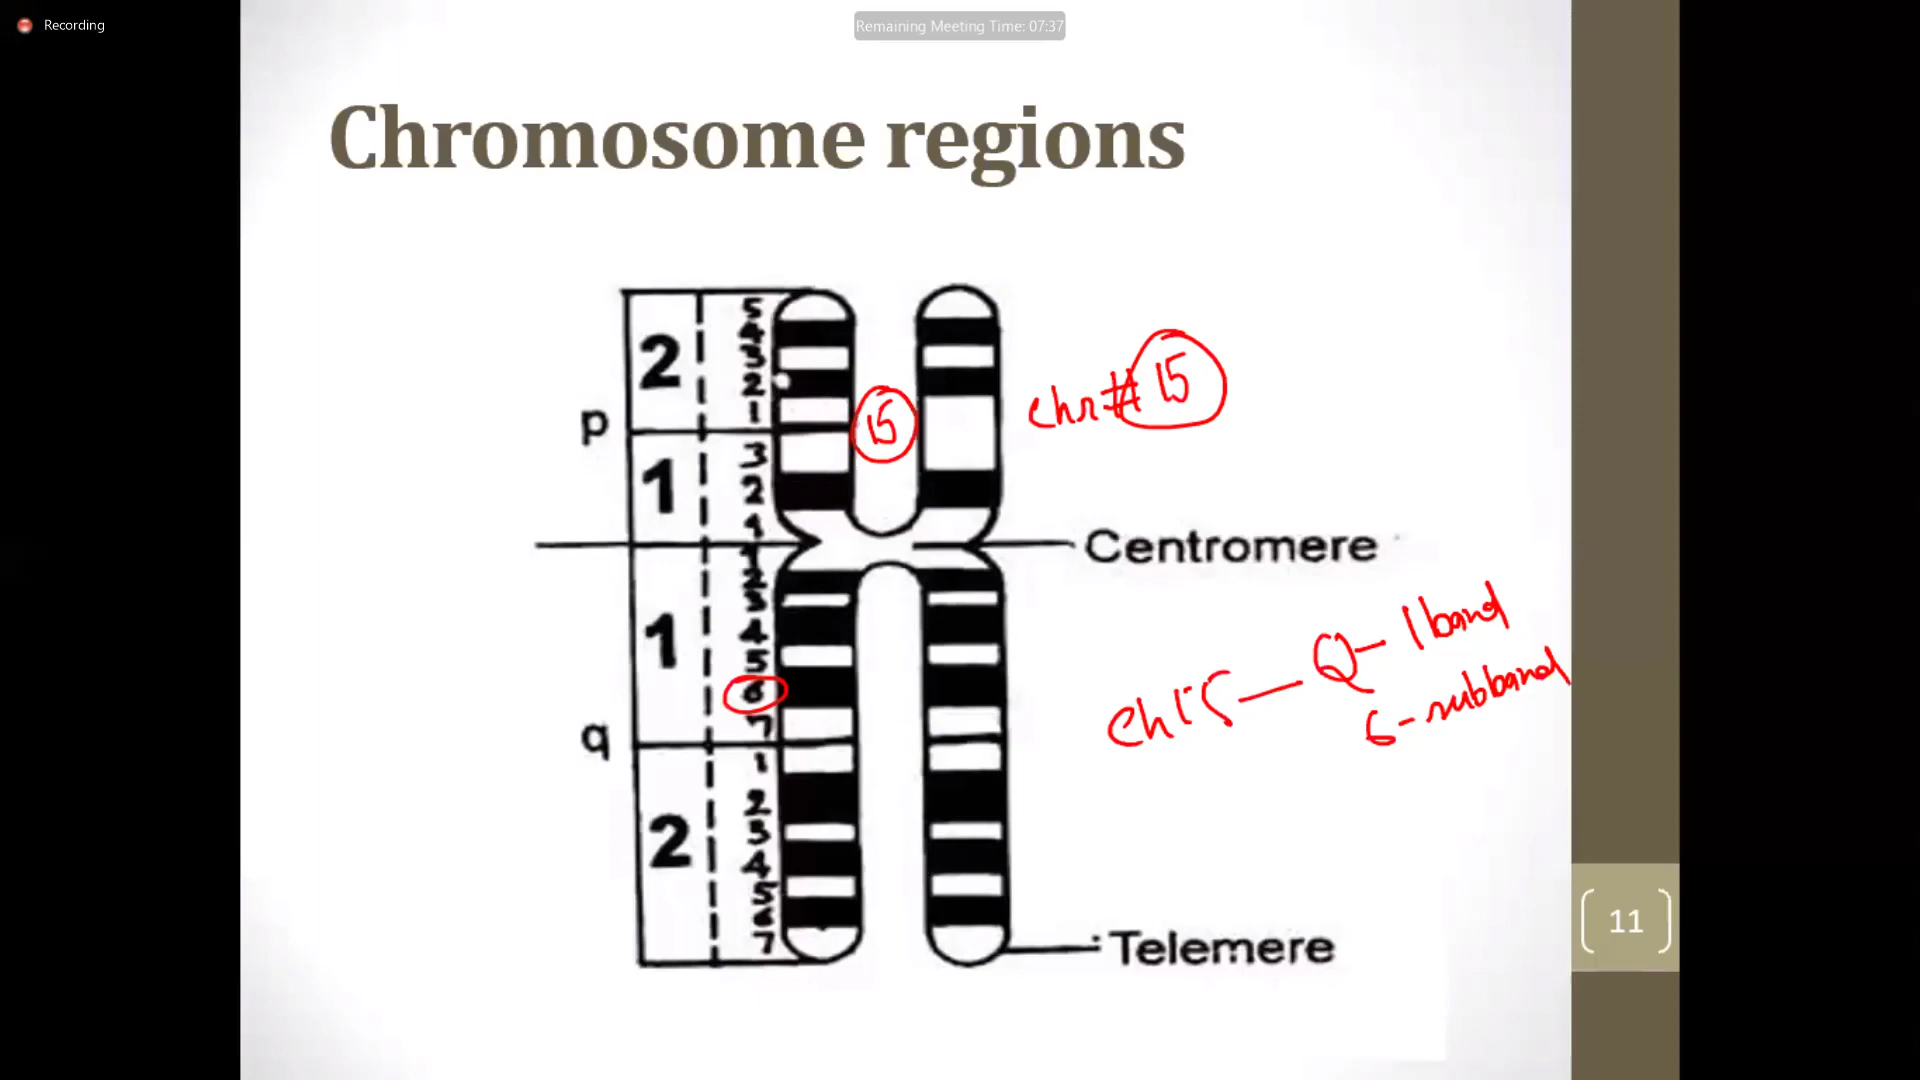 Recording
Remaining Meeting Time: 07:37
Chromosome regions
p
2
5
4
3
2
1
1
3
2
1
15
chr# 15
Centromere
q
1
1
2
3
4
5
6
7
2
1
2
3
4
5
6
7
ch15 — Q - 1 band
6 - subband
Telemere
11